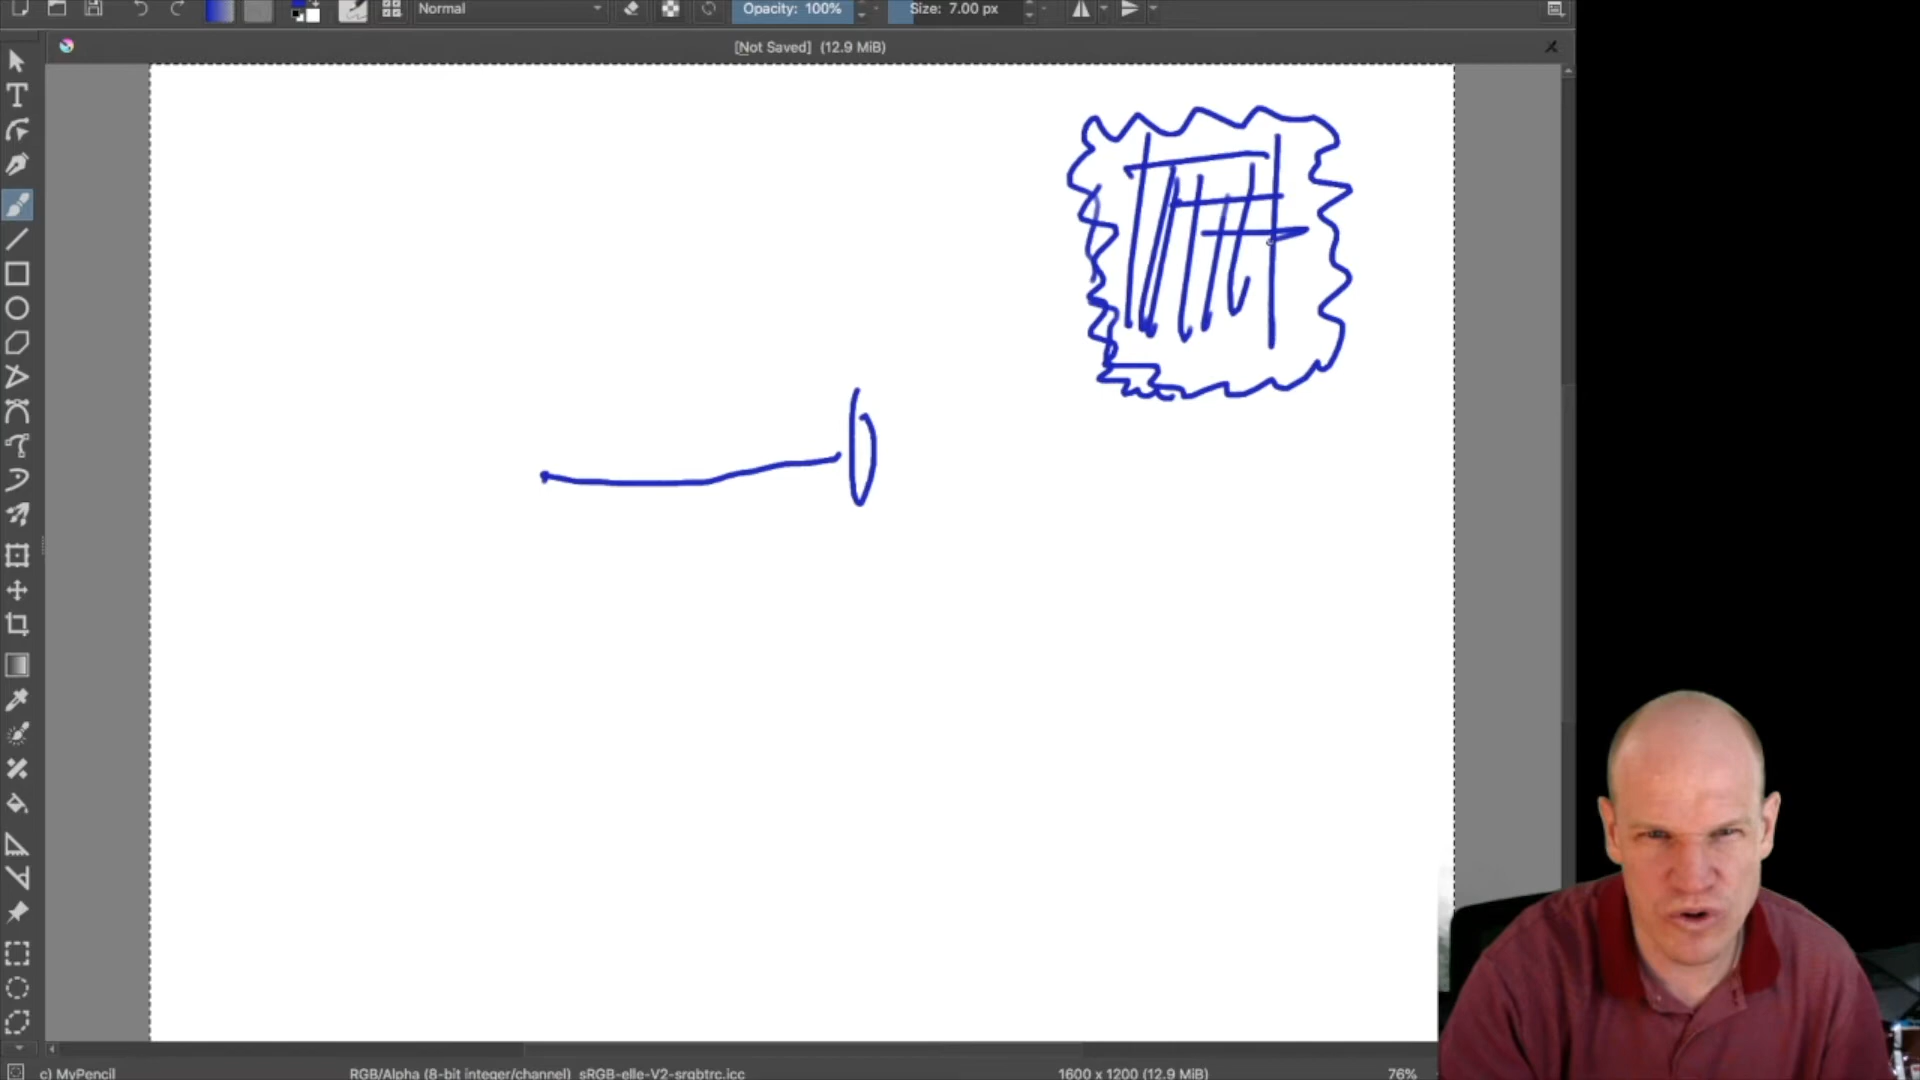 Normal
Opacity: 100%
Size: 7.00 px
[Not Saved] (12.9 MiB)
c) MyPencil
RGB/Alpha (8-bit integer/channel) sRGB-elle-V2-srgbtrc.icc
1600 x 1200 (12.9 MiB)
76%